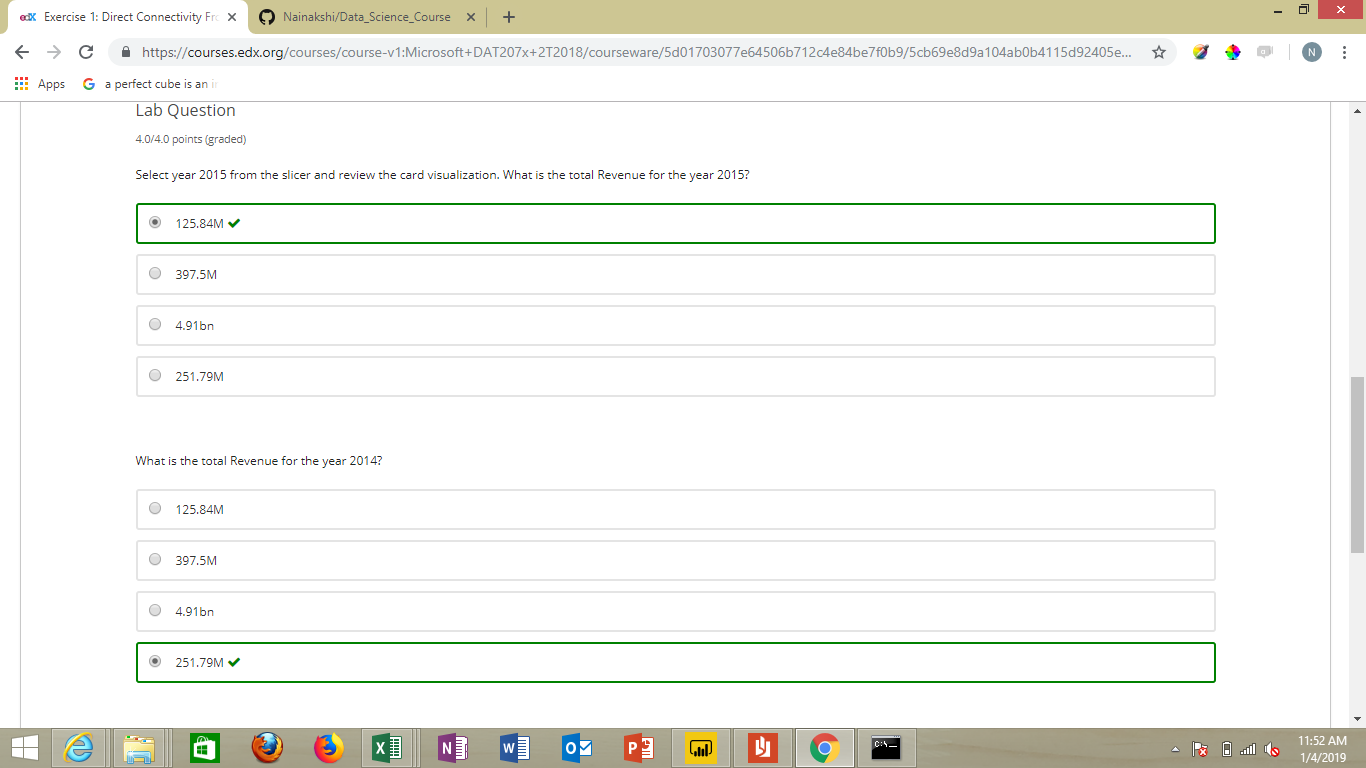 edX Exercise 1: Direct Connectivity Fr
Nainakshi/Data_Science_Course
https://courses.edx.org/courses/course-v1:Microsoft+DAT207x+2T2018/courseware/5d01703077e64506b712c4e84be7f0b9/5cb69e8d9a104ab0b4115d92405e...
N
Apps
G a perfect cube is an i
Lab Question
4.0/4.0 points (graded)
Select year 2015 from the slicer and review the card visualization. What is the total Revenue for the year 2015?
125.84M
397.5M
4.91bn
251.79M
What is the total Revenue for the year 2014?
125.84M
397.5M
4.91bn
251.79M
11:52 AM
1/4/2019